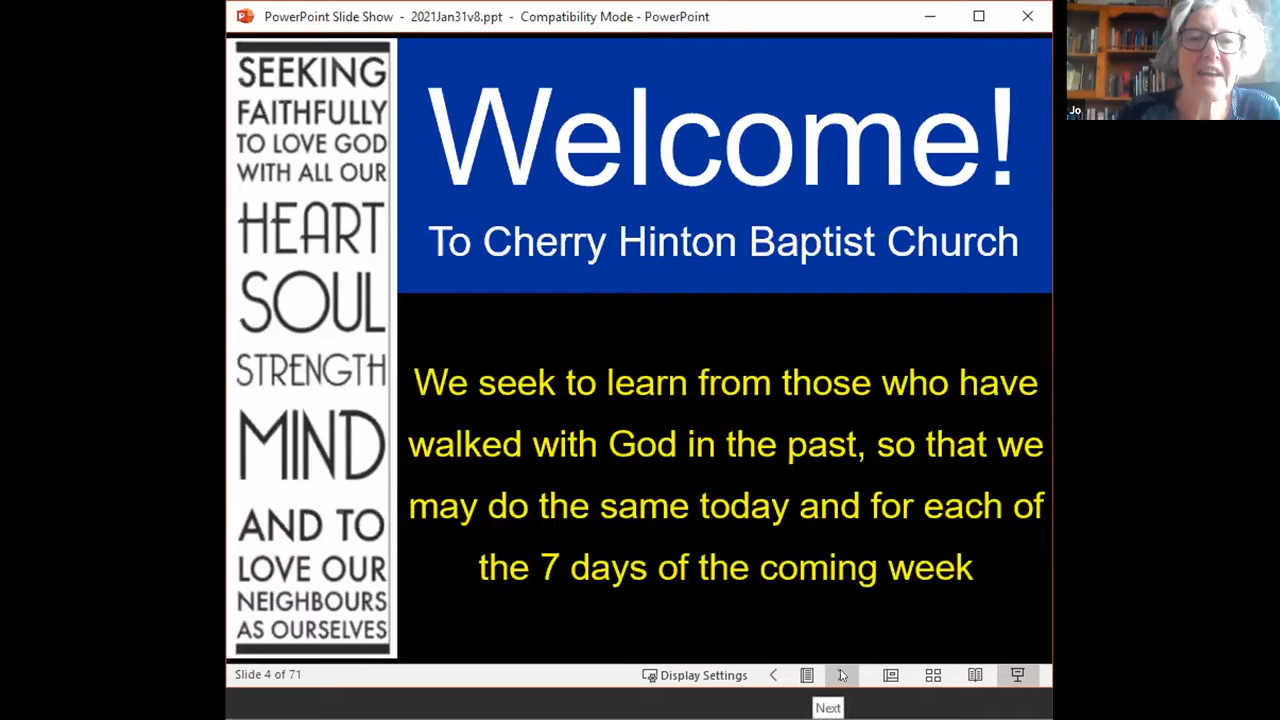 PowerPoint Slide Show - 2021Jan31v8.ppt - Compatibility Mode - PowerPoint
SEEKING
FAITHFULLY
TO LOVE GOD
WITH ALL OUR
HEART
SOUL
STRENGTH
MIND
AND TO
LOVE OUR
NEIGHBOURS
AS OURSELVES
Welcome!
To Cherry Hinton Baptist Church
We seek to learn from those who have
walked with God in the past, so that we
may do the same today and for each of
the 7 days of the coming week
Jo
Slide 4 of 71
Display Settings
Next